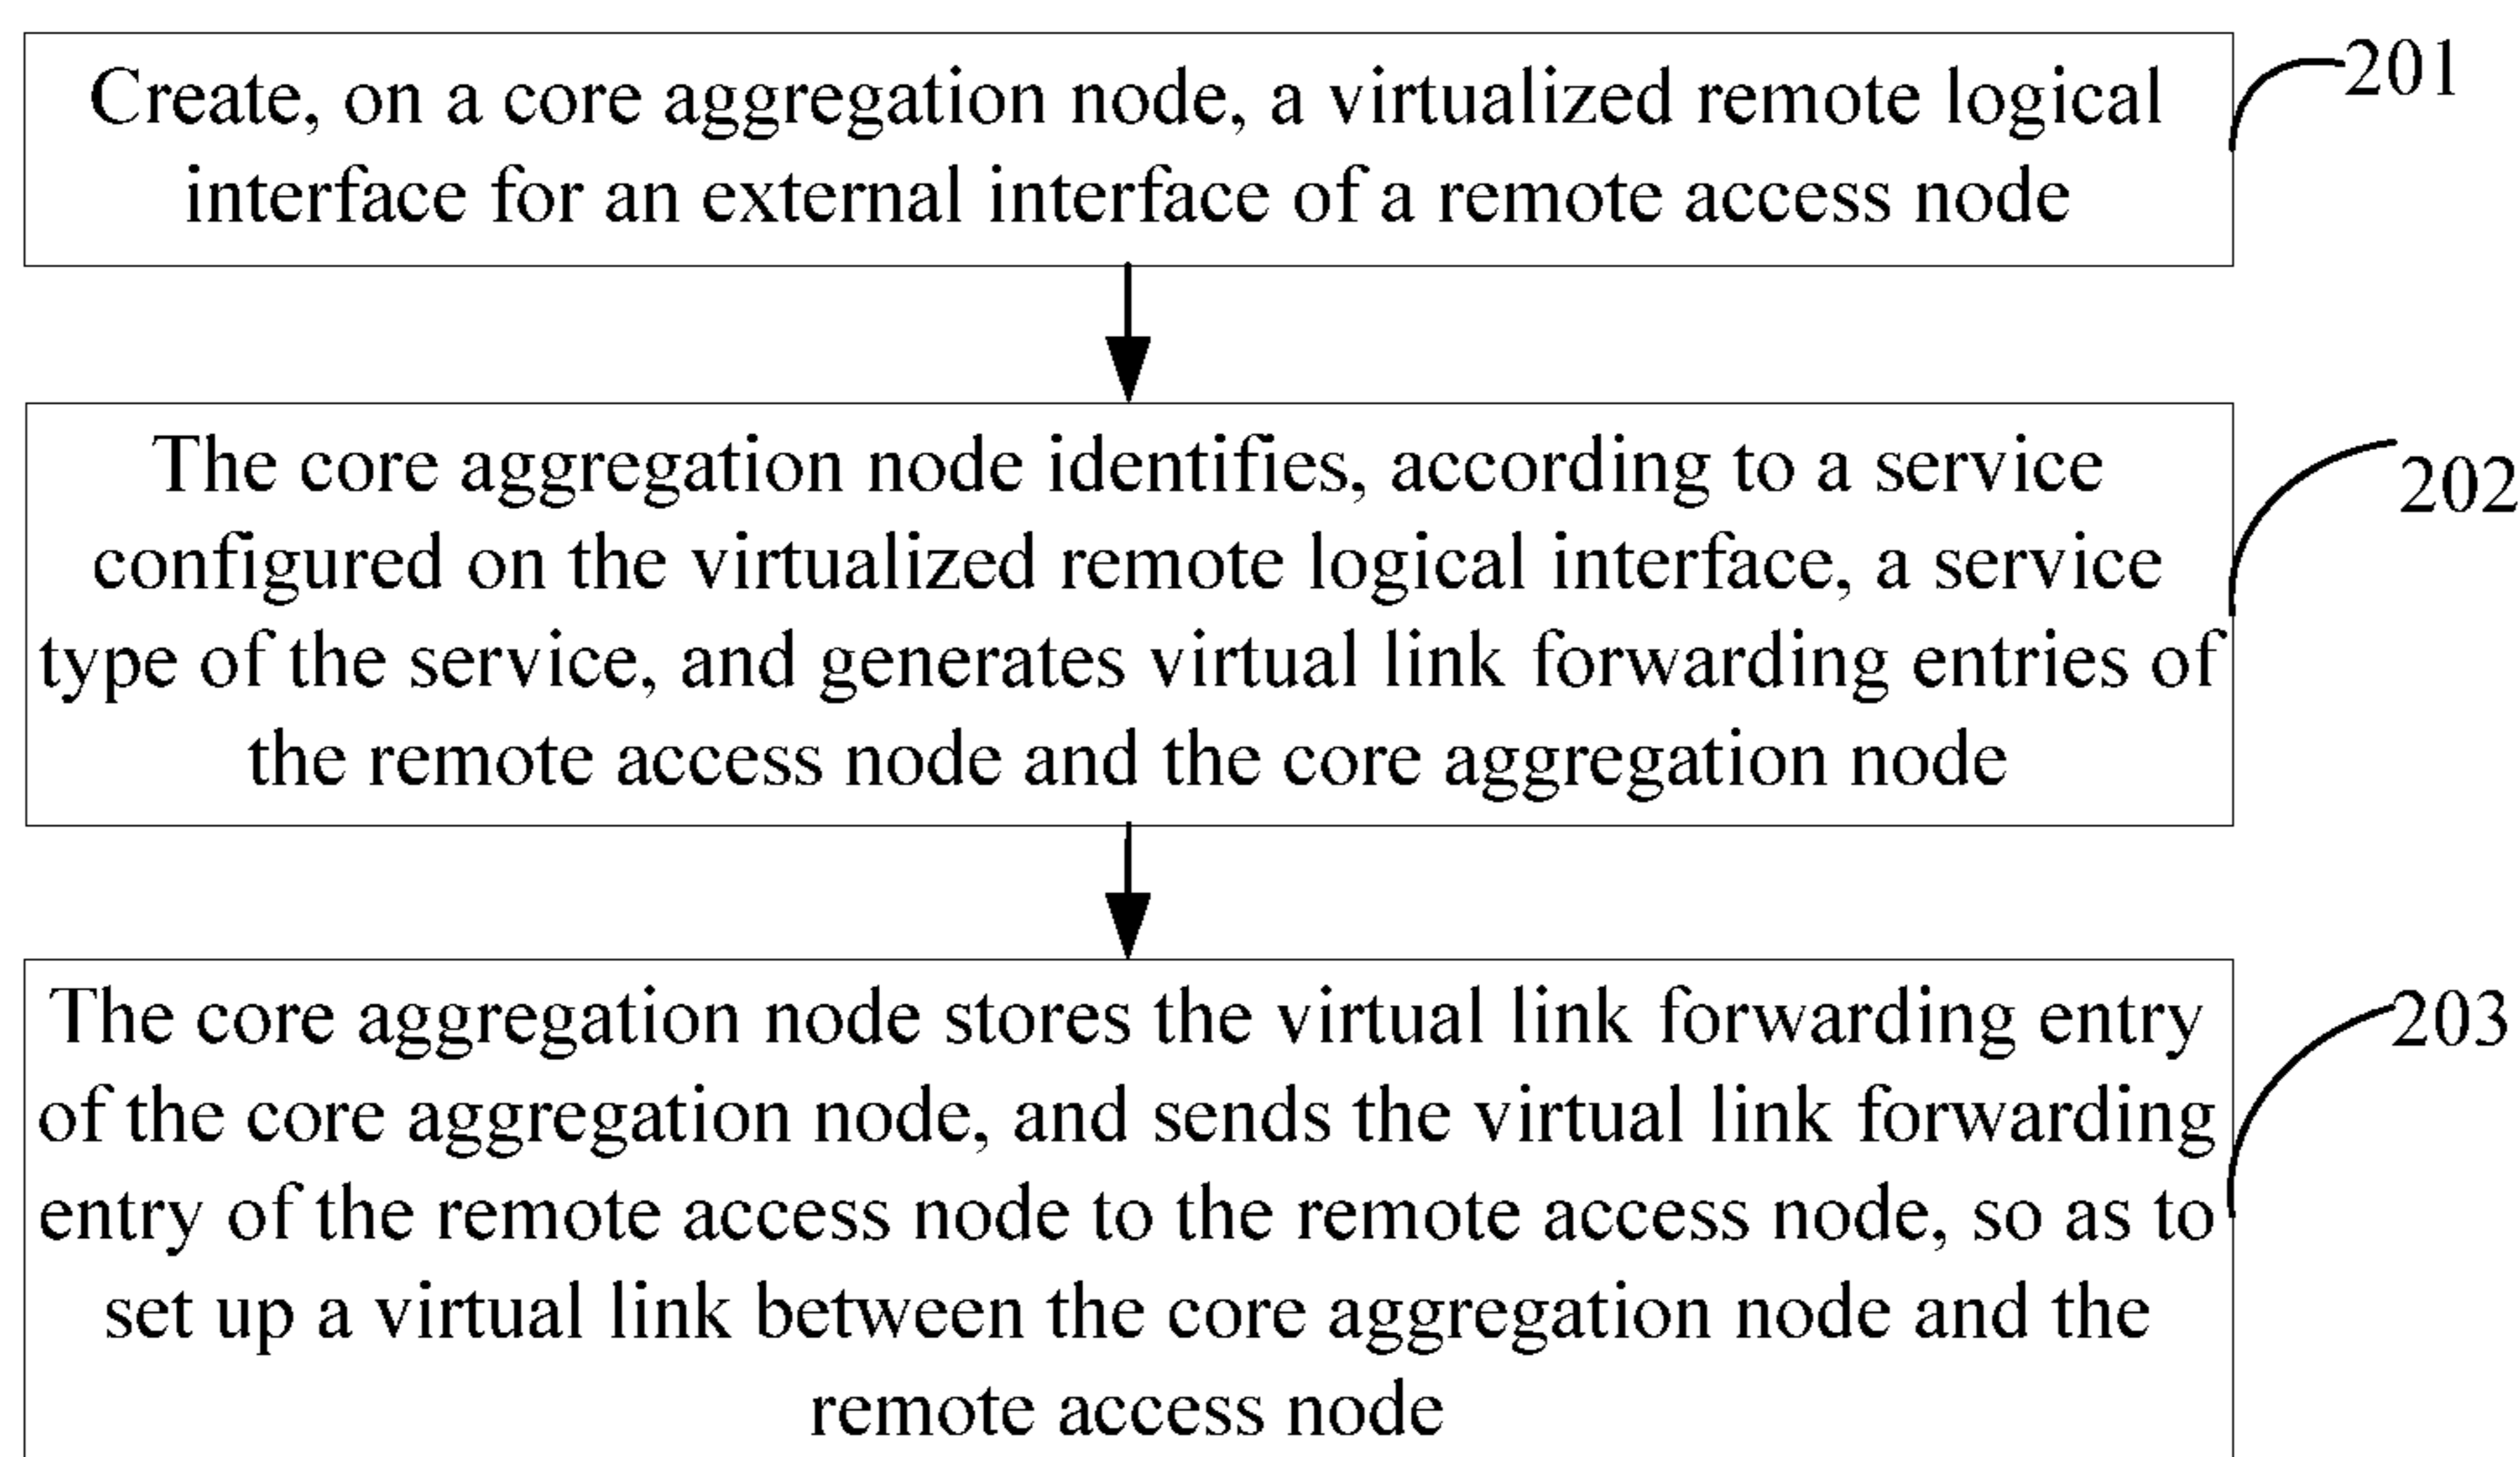 Create, on a core aggregation node, a virtualized remote logical
interface for an external interface of a remote access node
201
The core aggregation node identifies, according to a service
configured on the virtualized remote logical interface, a service
type of the service, and generates virtual link forwarding entries of
the remote access node and the core aggregation node
202
The core aggregation node stores the virtual link forwarding entry
of the core aggregation node, and sends the virtual link forwarding
entry of the remote access node to the remote access node, so as to
set up a virtual link between the core aggregation node and the
remote access node
203